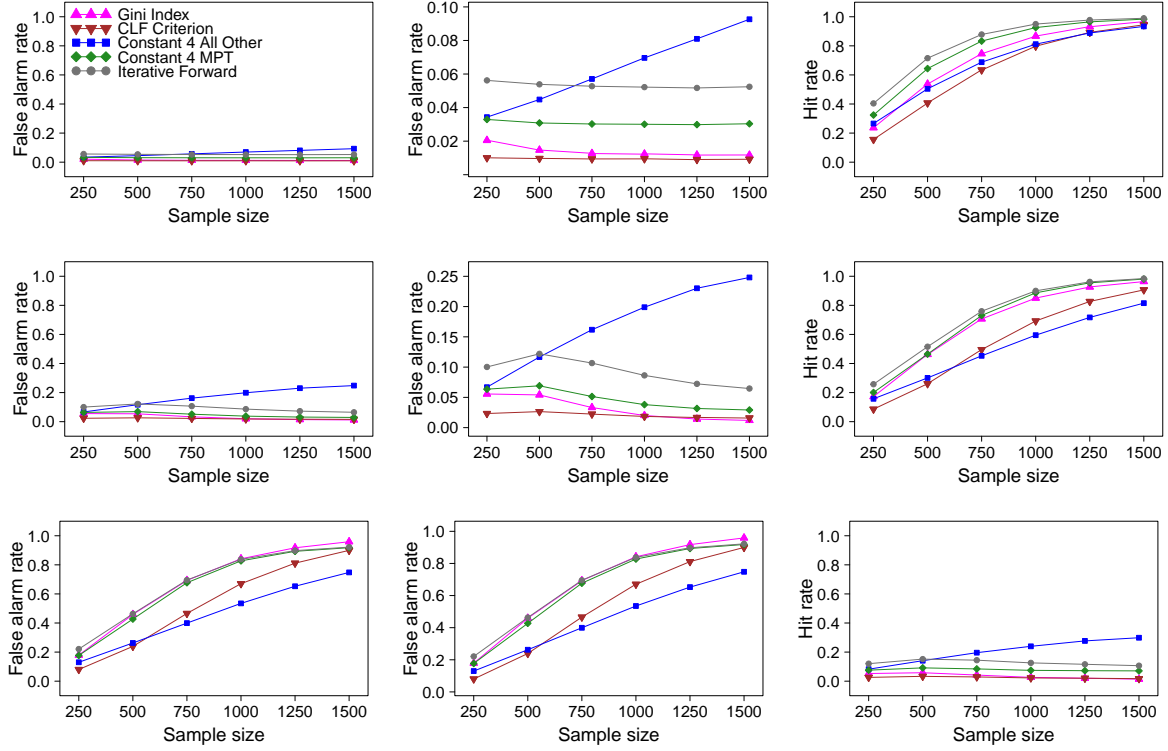 Gini Index
CLF Criterion
Constant 4 All Other
Constant 4 MPT
Iterative Forward
False alarm rate
1.0
0.8
0.6
0.4
0.2
0.0
250 500 750 1000 1250 1500
Sample size
False alarm rate
0.10
0.08
0.06
0.04
0.02
250 500 750 1000 1250 1500
Sample size
Hit rate
1.0
0.8
0.6
0.4
0.2
0.0
250 500 750 1000 1250 1500
Sample size
False alarm rate
1.0
0.8
0.6
0.4
0.2
0.0
250 500 750 1000 1250 1500
Sample size
False alarm rate
0.25
0.20
0.15
0.10
0.05
0.00
250 500 750 1000 1250 1500
Sample size
Hit rate
1.0
0.8
0.6
0.4
0.2
0.0
250 500 750 1000 1250 1500
Sample size
False alarm rate
1.0
0.8
0.6
0.4
0.2
0.0
250 500 750 1000 1250 1500
Sample size
False alarm rate
1.0
0.8
0.6
0.4
0.2
0.0
250 500 750 1000 1250 1500
Sample size
Hit rate
1.0
0.8
0.6
0.4
0.2
0.0
250 500 750 1000 1250 1500
Sample size